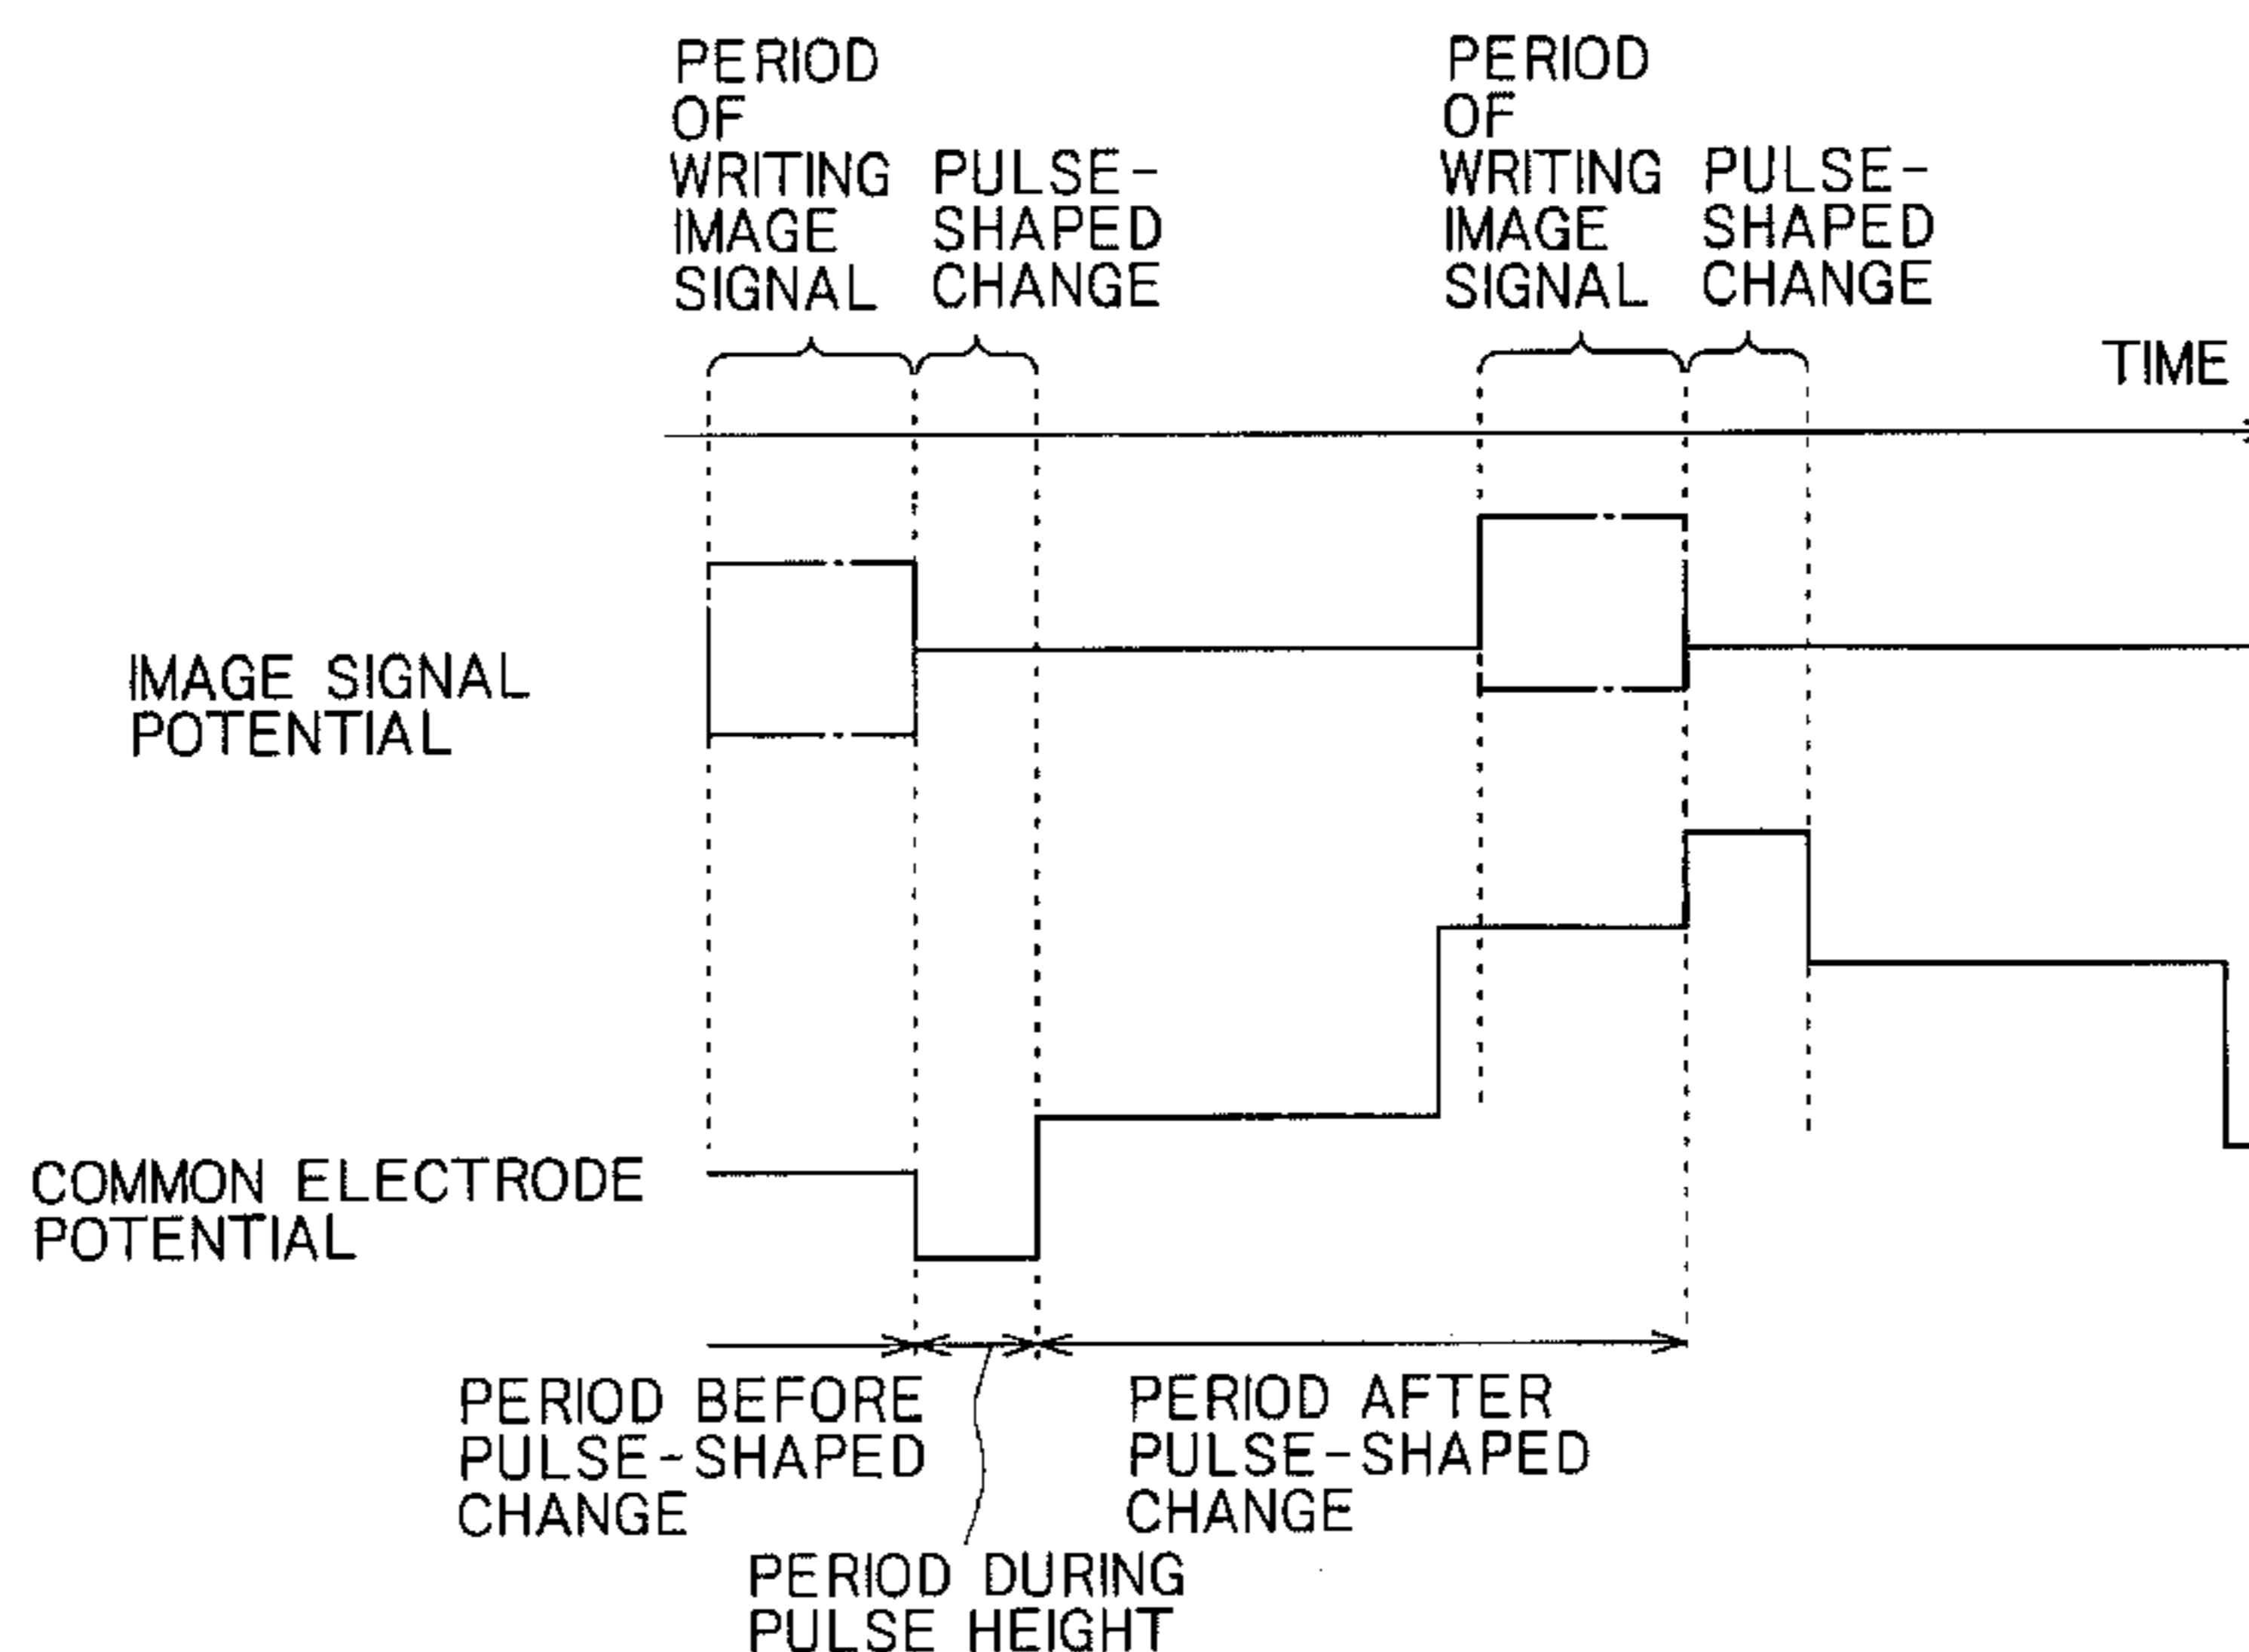 PERIOD
OF
WRITING
IMAGE
SIGNAL
PULSE-
SHAPED
CHANGE
PERIOD
OF
WRITING
IMAGE
SIGNAL
PULSE-
SHAPED
CHANGE
TIME
IMAGE SIGNAL
POTENTIAL
COMMON ELECTRODE
POTENTIAL
PERIOD BEFORE
PULSE-SHAPED
CHANGE
PERIOD DURING
PULSE HEIGHT
PERIOD AFTER
PULSE-SHAPED
CHANGE